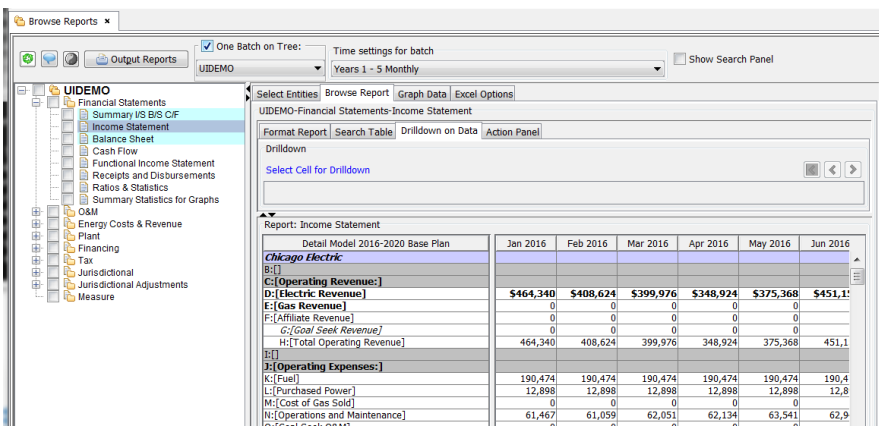 Browse Reports ×
Output Reports
One Batch on Tree:
UIDEMO
Time settings for batch
Years 1 - 5 Monthly
Show Search Panel
UIDEMO
Financial Statements
Summary I/S B/S C/F
Income Statement
Balance Sheet
Cash Flow
Functional Income Statement
Receipts and Disbursements
Ratios & Statistics
Summary Statistics for Graphs
O&M
Energy Costs & Revenue
Plant
Financing
Tax
Jurisdictional
Jurisdictional Adjustments
Measure
Select Entities Browse Report Graph Data Excel Options
UIDEMO-Financial Statements-Income Statement
Format Report Search Table Drilldown on Data Action Panel
Drilldown
Select Cell for Drilldown
Report: Income Statement
Detail Model 2016-2020 Base Plan Jan 2016 Feb 2016 Mar 2016 Apr 2016 May 2016 Jun 2016
Chicago Electric
B:[]
C:[Operating Revenue:]
D:[Electric Revenue] $464,340 $408,624 $399,976 $348,924 $375,368
E:[Gas Revenue] 0 0 0 0 0
F:[Affiliate Revenue] 0 0 0 0 0
G:[Goal Seek Revenue] 0 0 0 0 0
H:[Total Operating Revenue] 464,340 408,624 399,976 348,924 375,368 451,1
I:[]
J:[Operating Expenses:]
K:[Fuel] 190,474 190,474 190,474 190,474 190,474 190,4
L:[Purchased Power] 12,898 12,898 12,898 12,898 12,898 12,8
M:[Cost of Gas Sold] 0 0 0 0 0
N:[Operations and Maintenance] 61,467 61,059 62,051 62,134 63,541 62,9